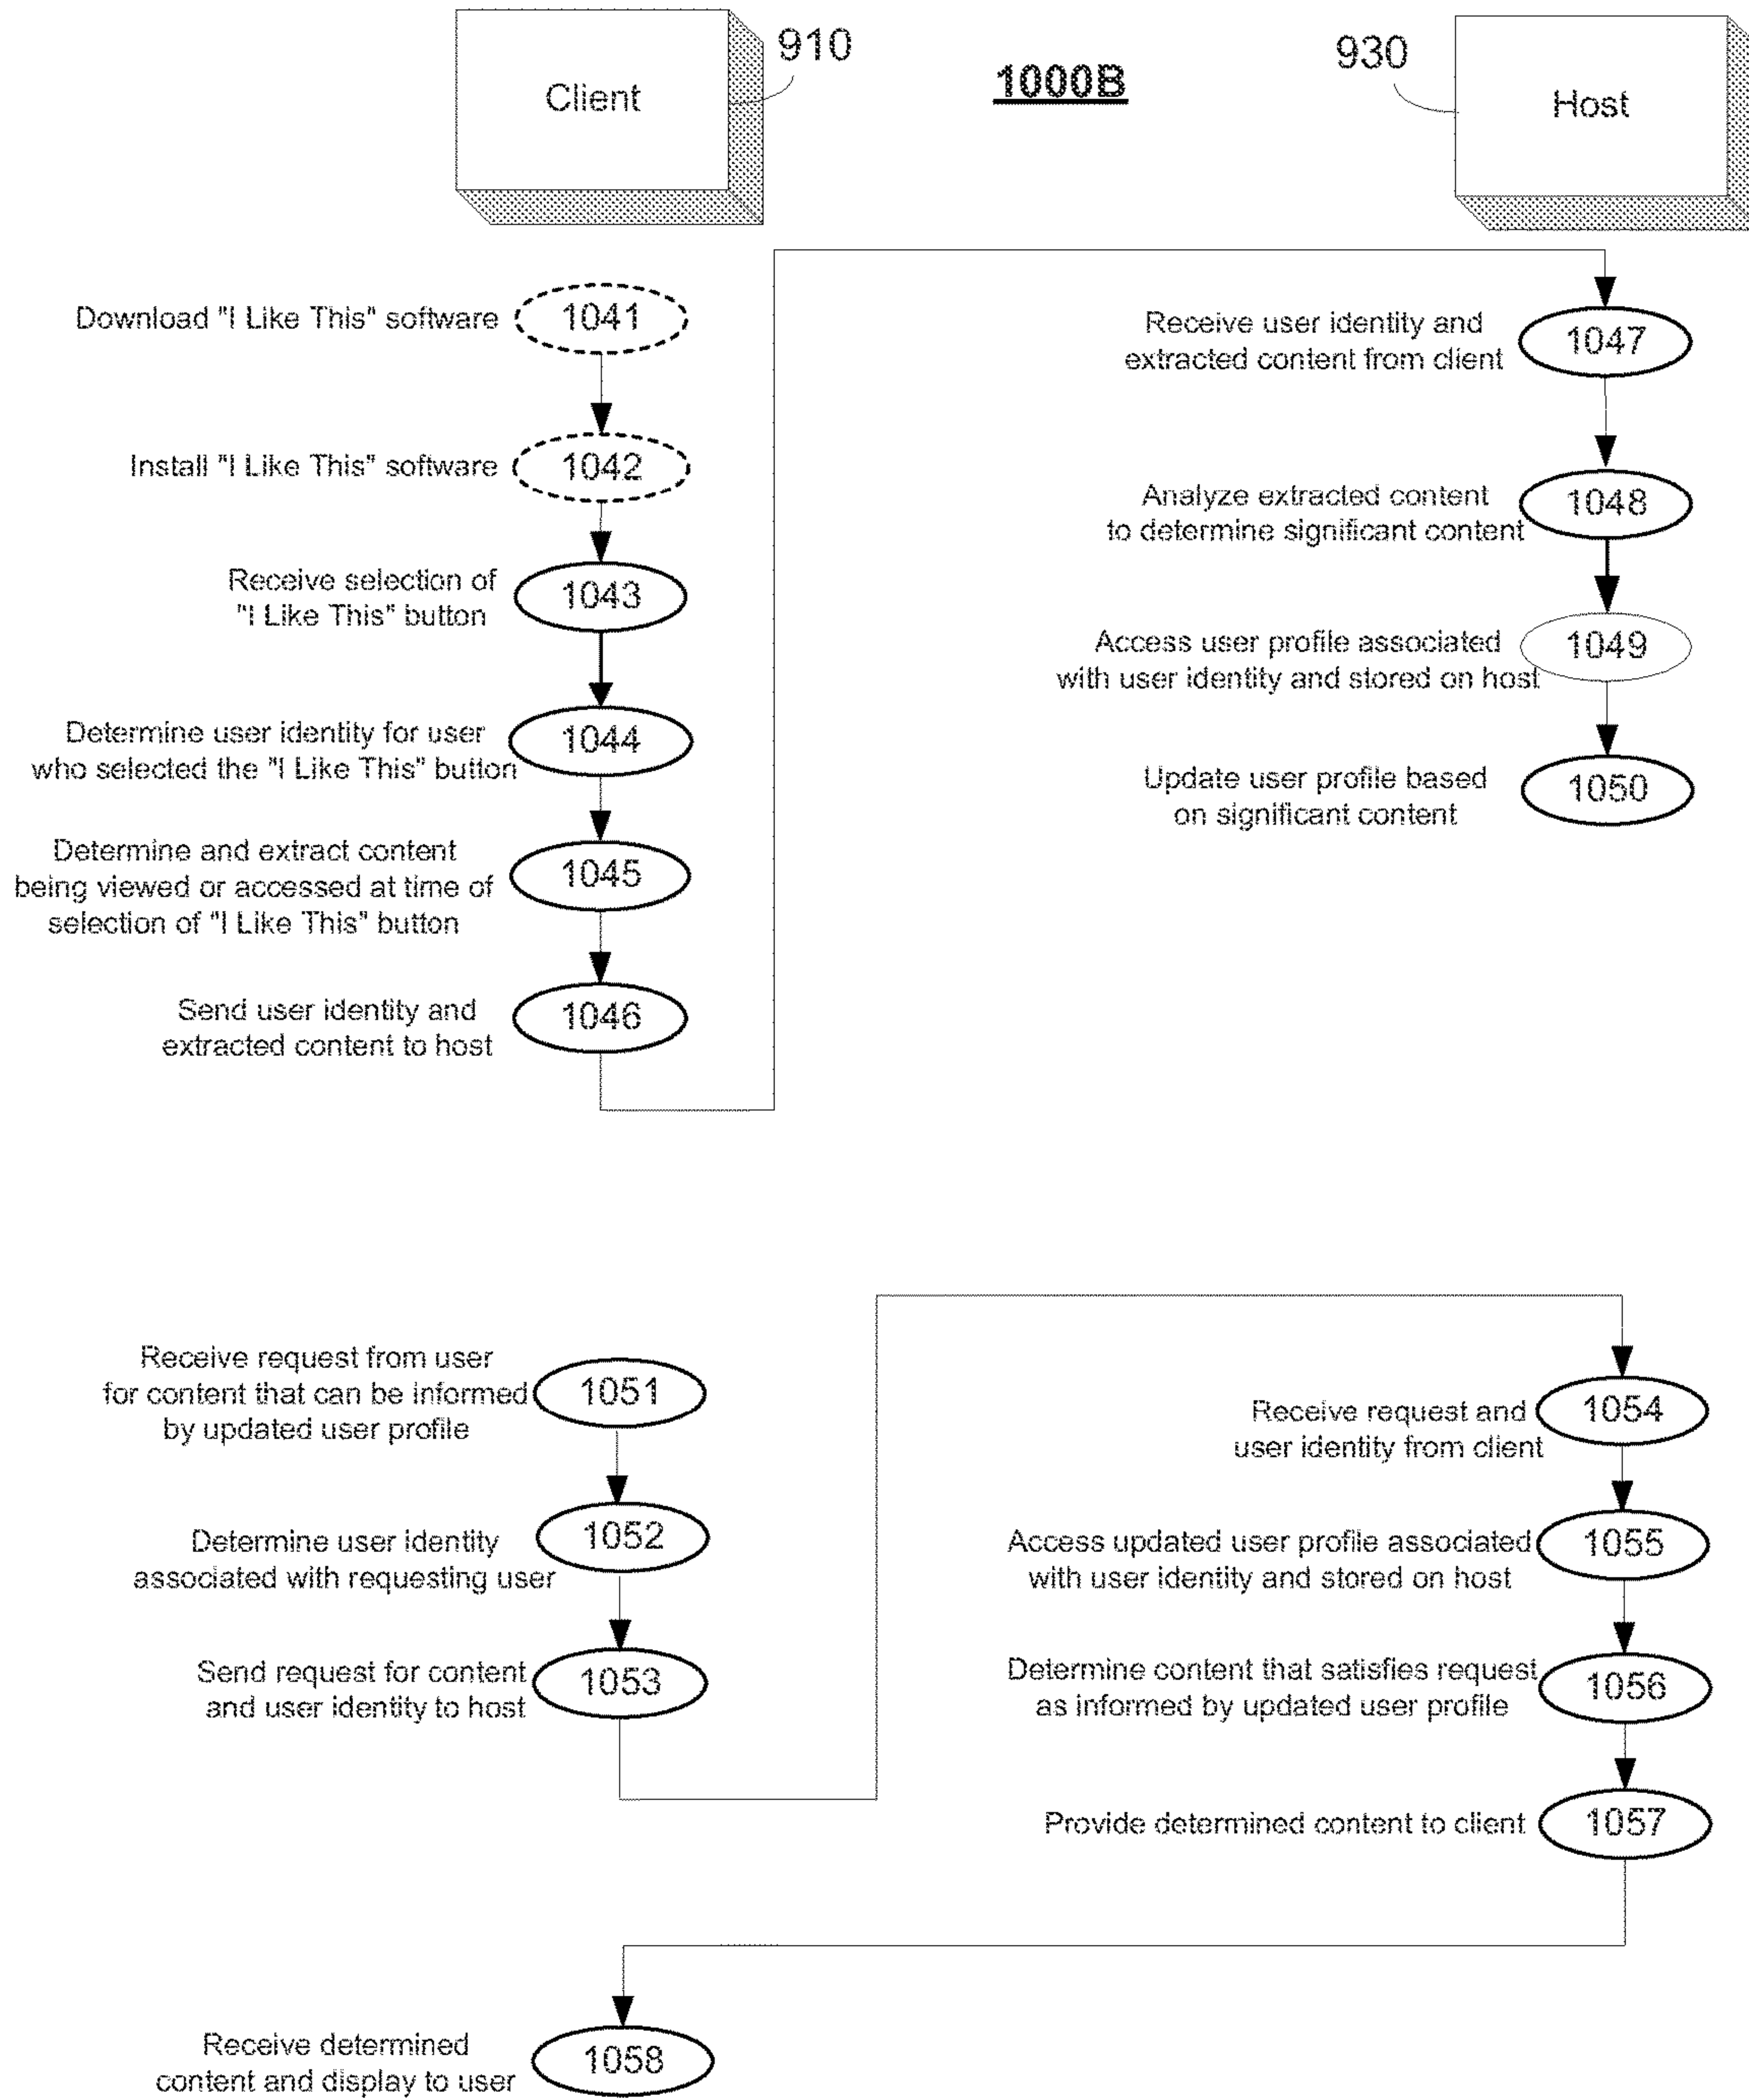 Client
910
1000B
930
Host
Download "I Like This" software
1041
Install "I Like This" software
1042
Receive selection of
"I Like This" button
1043
Determine user identity for user
who selected the "I Like This" button
1044
Determine and extract content
being viewed or accessed at time of
selection of "I Like This" button
1045
Send user identity and
extracted content to host
1046
Receive user identity and
extracted content from client
1047
Analyze extracted content
to determine significant content
1048
Access user profile associated
with user identity and stored on host
1049
Update user profile based
on significant content
1050
Receive request from user
for content that can be informed
by updated user profile
1051
Determine user identity
associated with requesting user
1052
Send request for content
and user identity to host
1053
Receive request and
user identity from client
1054
Access updated user profile associated
with user identity and stored on host
1055
Determine content that satisfies request
as informed by updated user profile
1056
Provide determined content to client
1057
Receive determined
content and display to user
1058